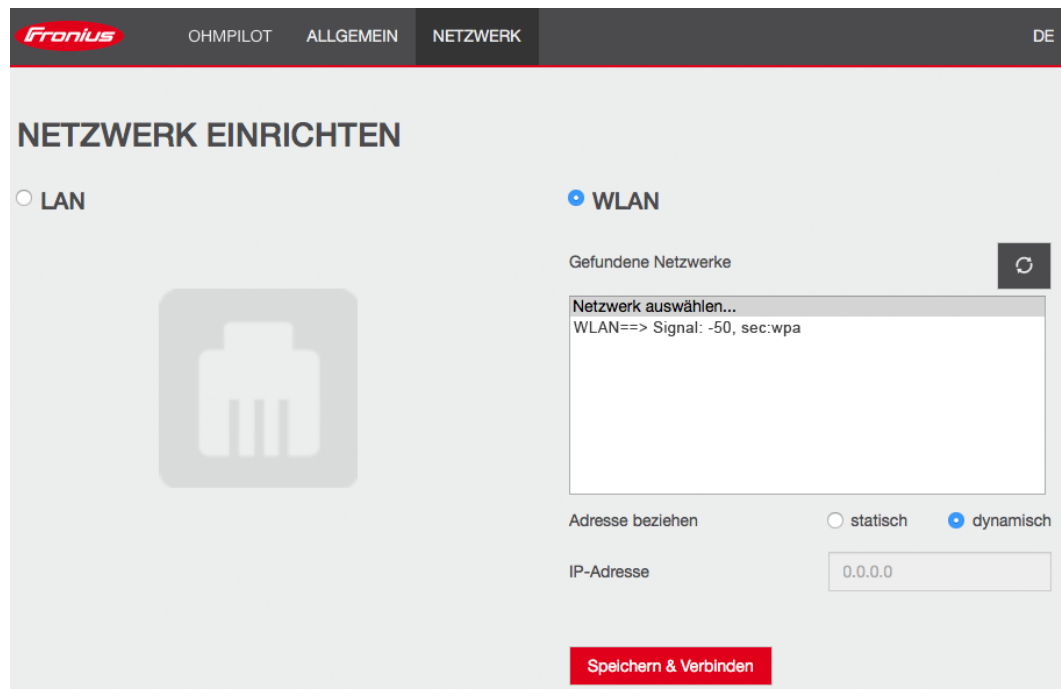 Fronius OHMPILOT ALLGEMEIN NETZWERK DE
NETZWERK EINRICHTEN
LAN
WLAN
Gefundene Netzwerke
Netzwerk auswählen...
WLAN==> Signal: -50, sec:wpa
Adresse beziehen statisch dynamisch
IP-Adresse 0.0.0.0
Speichern & Verbinden